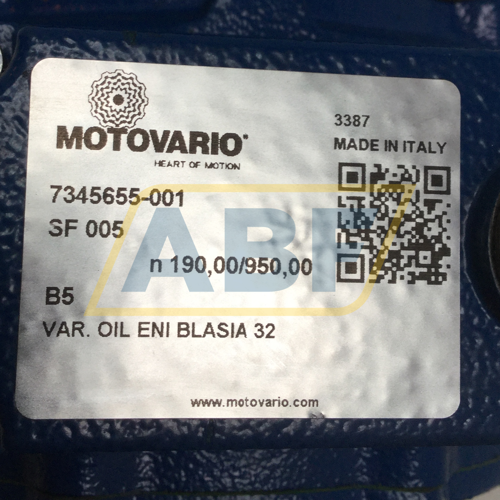 MOTOVARIO®
HEART OF MOTION
3387
MADE IN ITALY
7345655-001
SF 005
n 190,00/950,00
B5
VAR. OIL ENI BLASIA 32
www.motovario.com
ABF